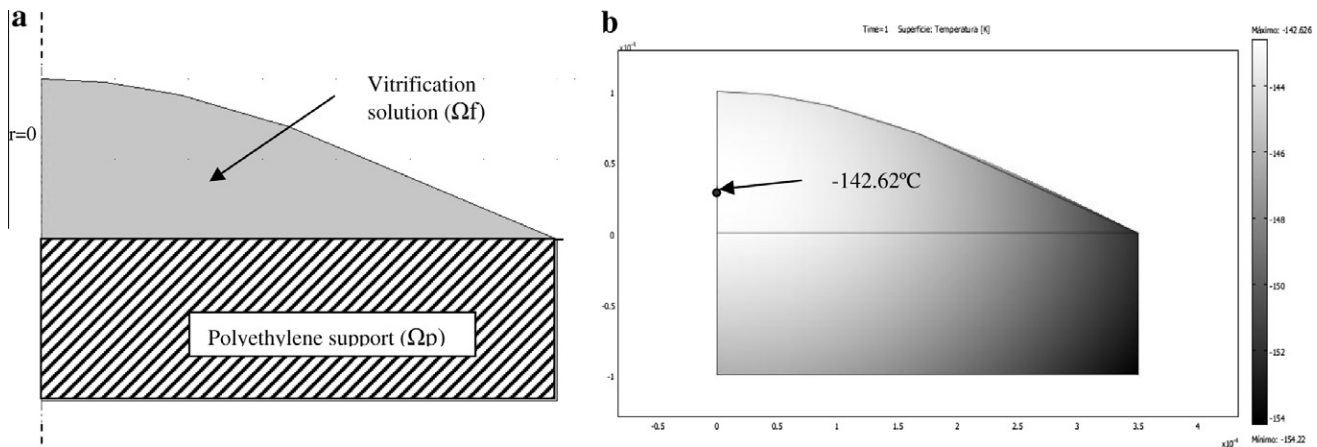 a
Vitrification
solution (Ωf)
r=0
Polyethylene support (Ωp)
b
Time=1 Superficie: Temperatura [K]
Máximo: -142.626
×10⁻⁴
1
0.5
0
-0.5
-1
-142.62ºC
-0.5 0 0.5 1 1.5 2 2.5 3 3.5 4
×10⁻⁴
-144
-146
-148
-150
-152
-154
Mínimo: -154.22